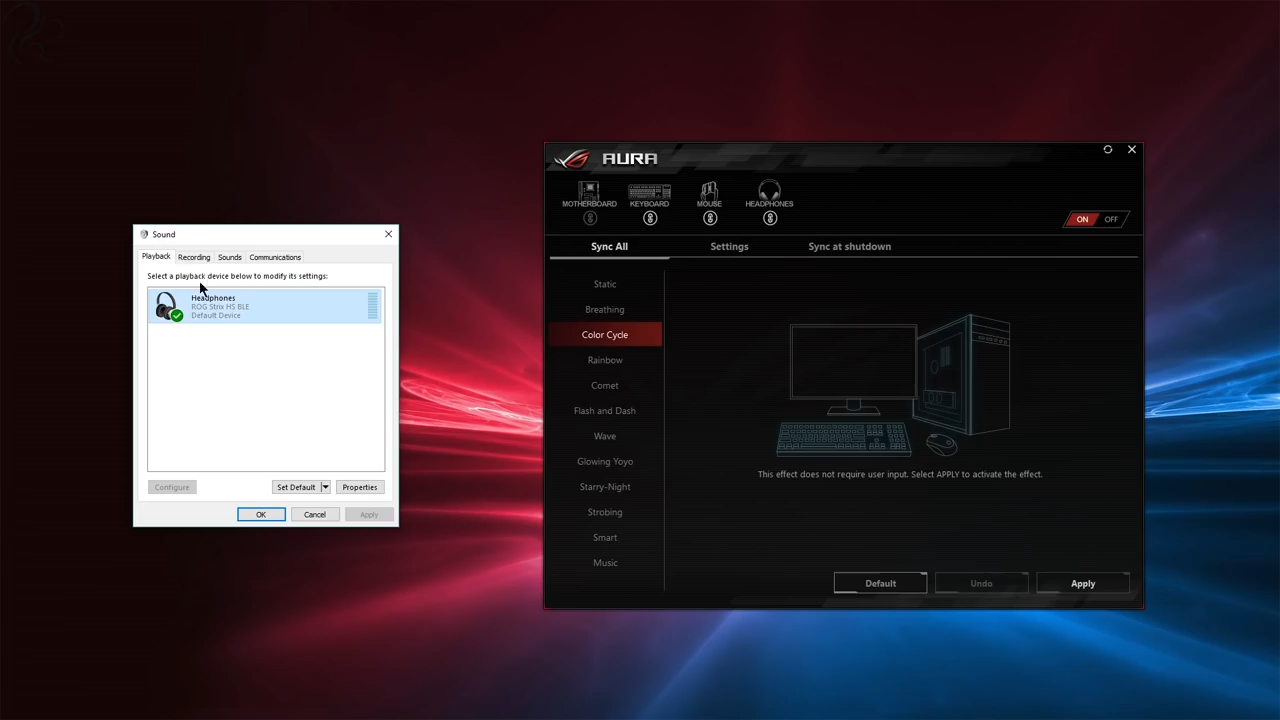 Sound
Playback
Recording
Sounds
Communications
Select a playback device below to modify its settings:
Headphones
ROG Strix HS BLE
Default Device
Configure
Set Default
Properties
OK
Cancel
Apply
AURA
MOTHERBOARD
KEYBOARD
MOUSE
HEADPHONES
ON
OFF
Sync All
Settings
Sync at shutdown
Static
Breathing
Color Cycle
Rainbow
Comet
Flash and Dash
Wave
Glowing Yoyo
Starry-Night
Strobing
Smart
Music
This effect does not require user input. Select APPLY to activate the effect.
Default
Undo
Apply